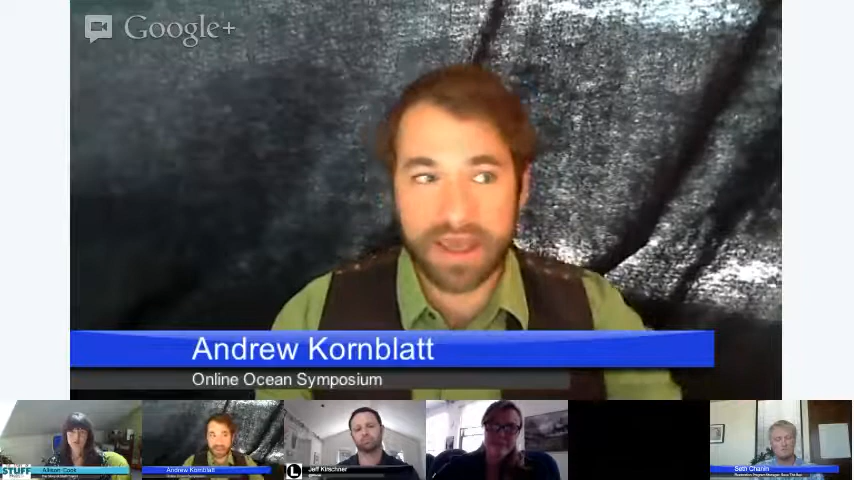 Google+
Andrew Kornblatt
Online Ocean Symposium
STUFF
Allison Cook
Andrew Kornblatt
Jeff Kirschner
Seth Chanin